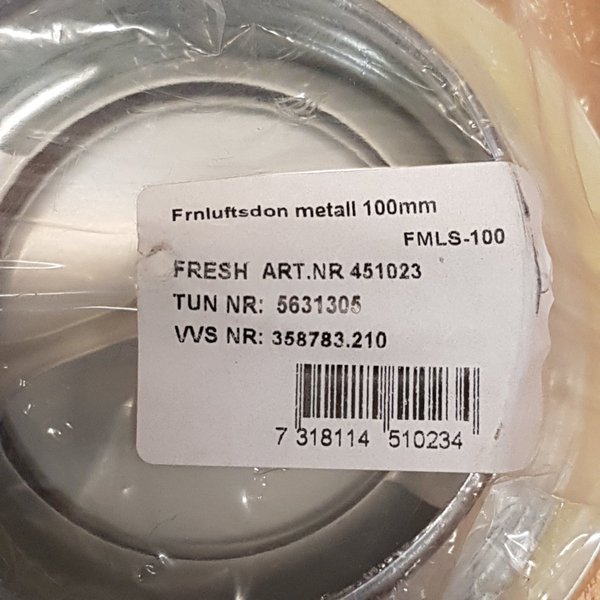 Frnluftsdon metall 100mm
FMLS-100
FRESH ART.NR 451023
TUN NR: 5631305
VVS NR: 358783.210
7 318114 510234